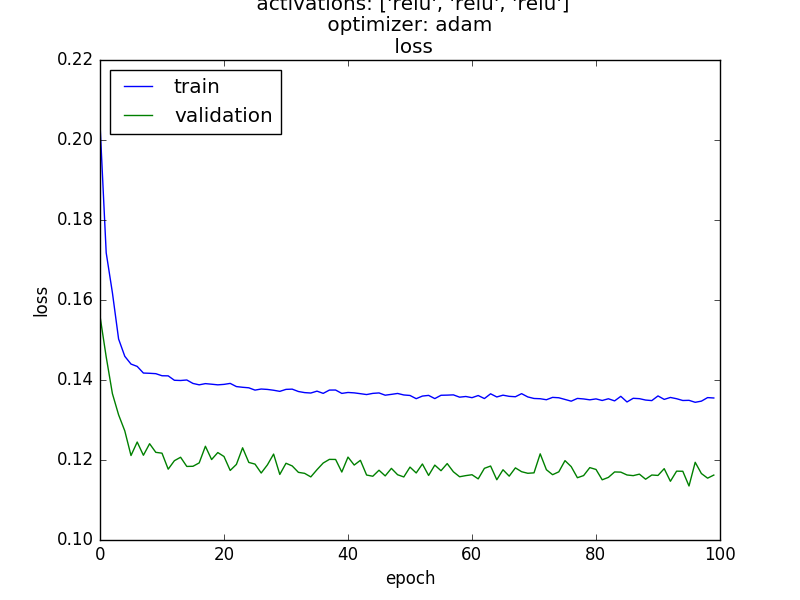 activations: ['relu', 'relu', 'relu']
optimizer: adam
loss
0.22
train
validation
0.20
0.18
0.16
0.14
0.12
0.10
loss
0 20 40 60 80 100
epoch